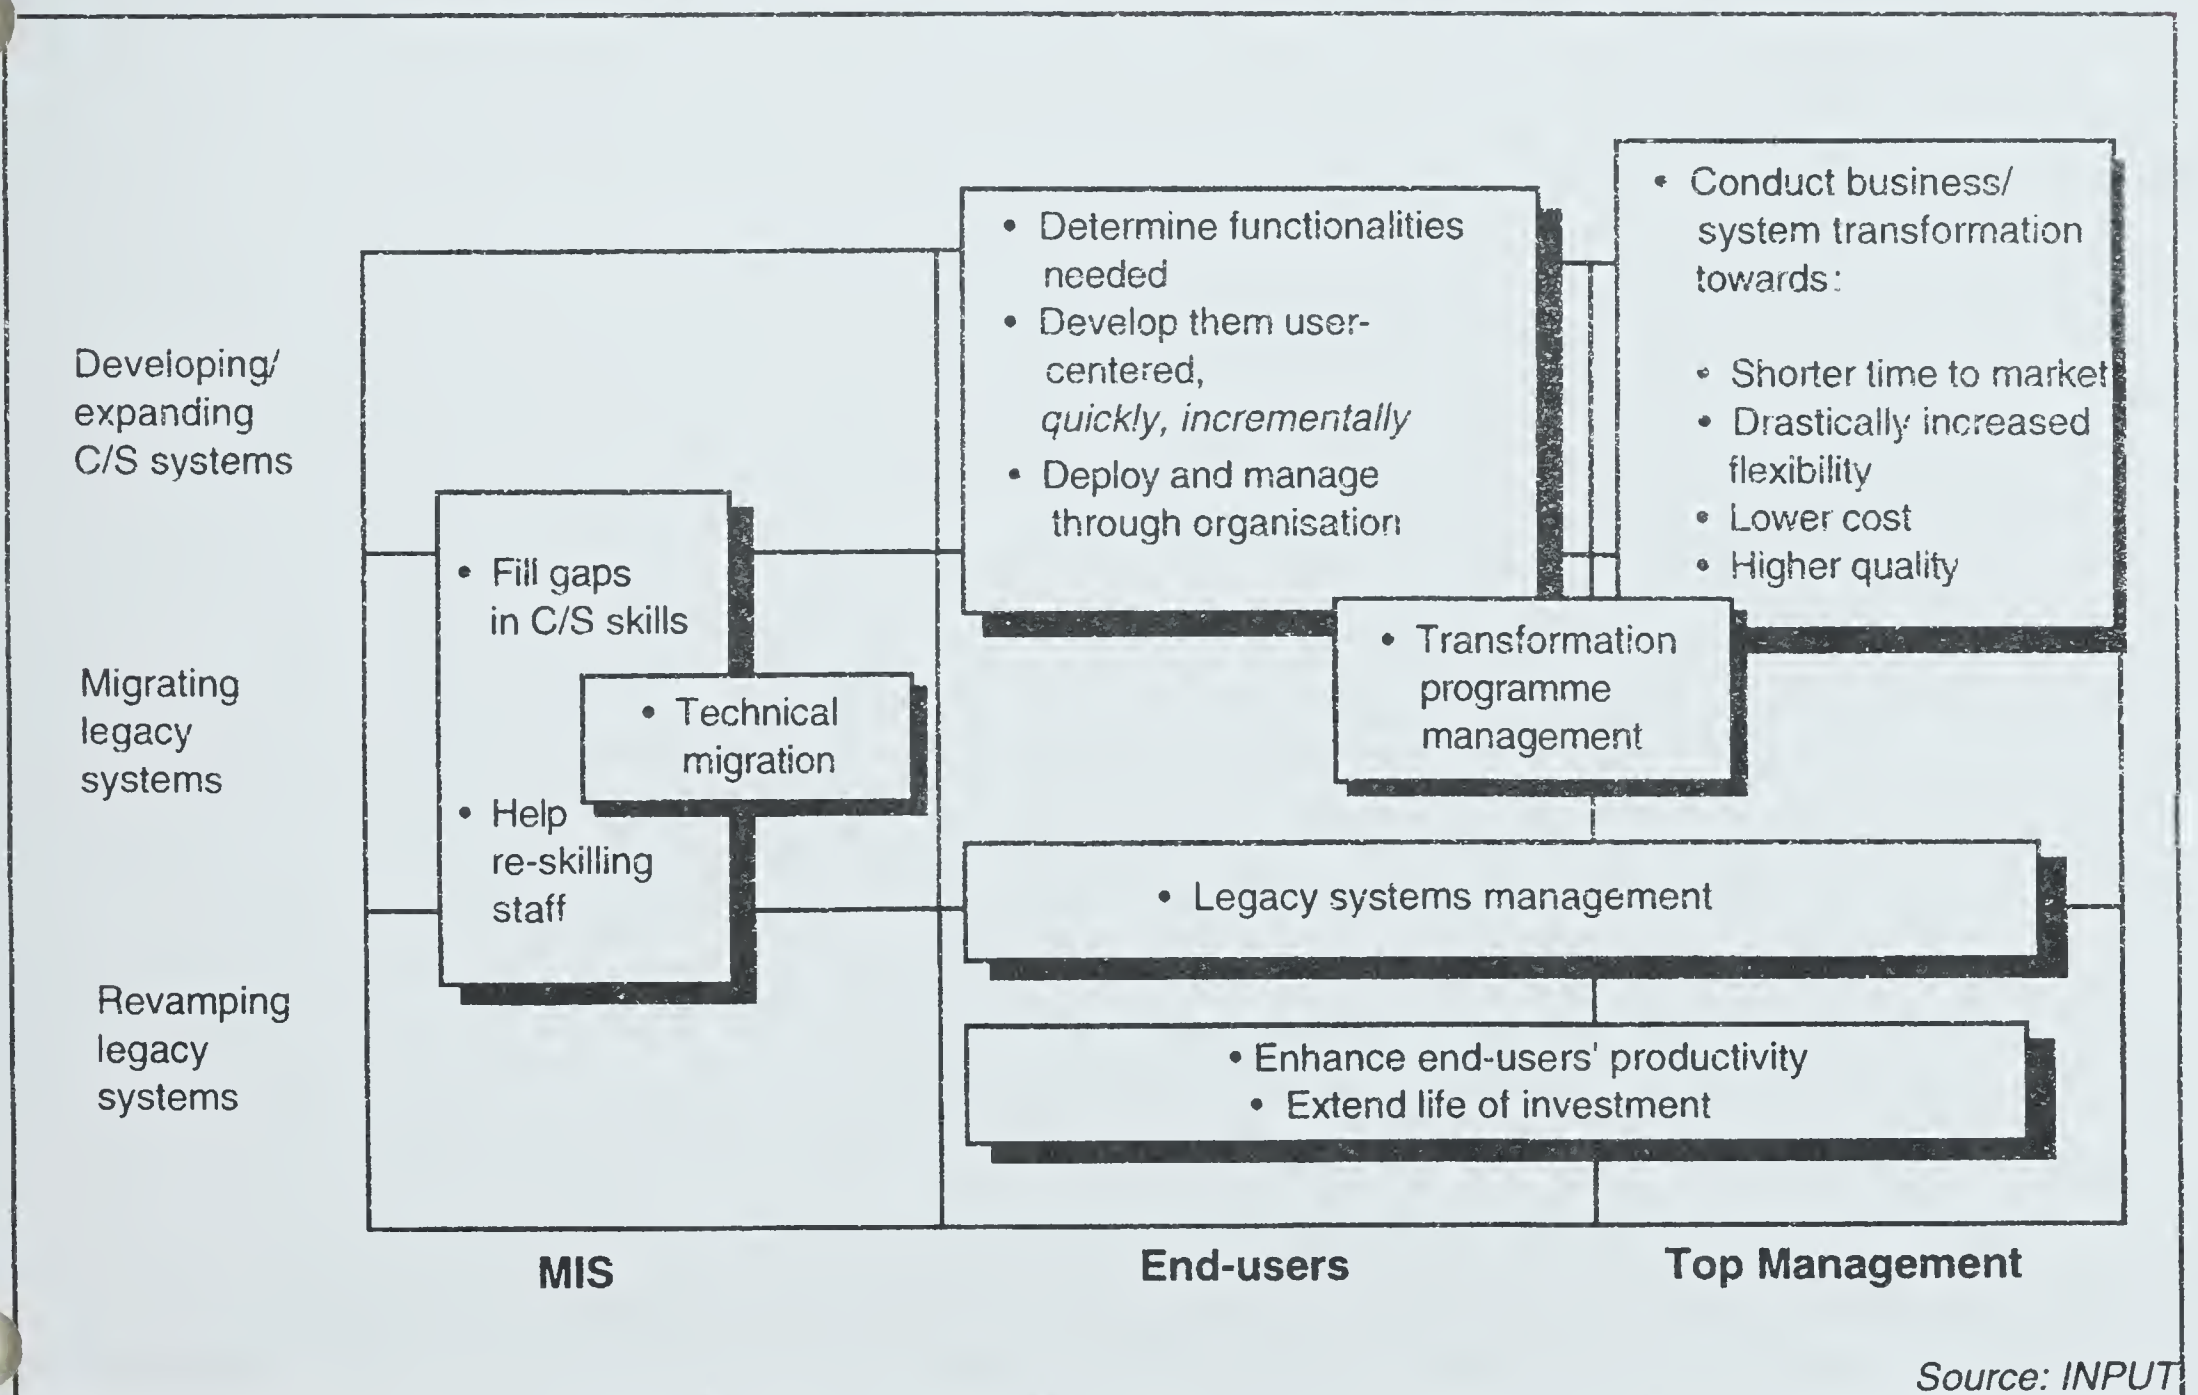 Developing/
expanding
C/S systems
Migrating
legacy
systems
Revamping
legacy
systems
• Fill gaps
in C/S skills
• Help
re-skilling
staff
• Technical
migration
• Determine functionalities
needed
• Develop them user-
centered,
quickly, incrementally
• Deploy and manage
through organisation
• Conduct business/
system transformation
towards:
• Shorter time to market
• Drastically increased
flexibility
• Lower cost
• Higher quality
• Transformation
programme
management
• Legacy systems management
• Enhance end-users' productivity
• Extend life of investment
MIS
End-users
Top Management
Source: INPUT